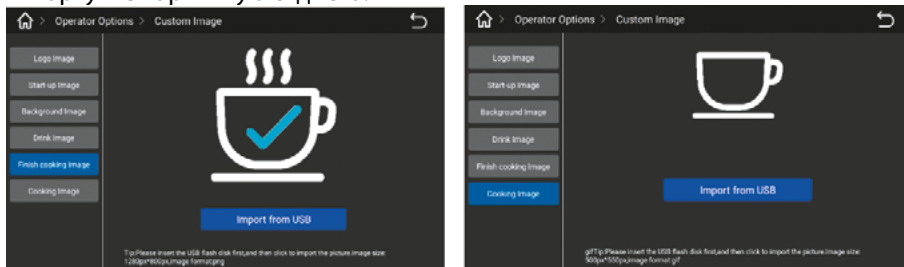 Operator Options > Custom Image
Logo Image
Start-up Image
Background Image
Drink Image
Finish cooking Image
Cooking Image
Import from USB
Tip:Please insert the USB flash disk first,and then click to import the picture.Image size:
1280px*800px,image format:png
Operator Options > Custom Image
Logo Image
Start-up Image
Background Image
Drink Image
Finish cooking Image
Cooking Image
Import from USB
gifTip:Please insert the USB flash disk first,and then click to import the picture.Image size:
500px*550px,image format:gif